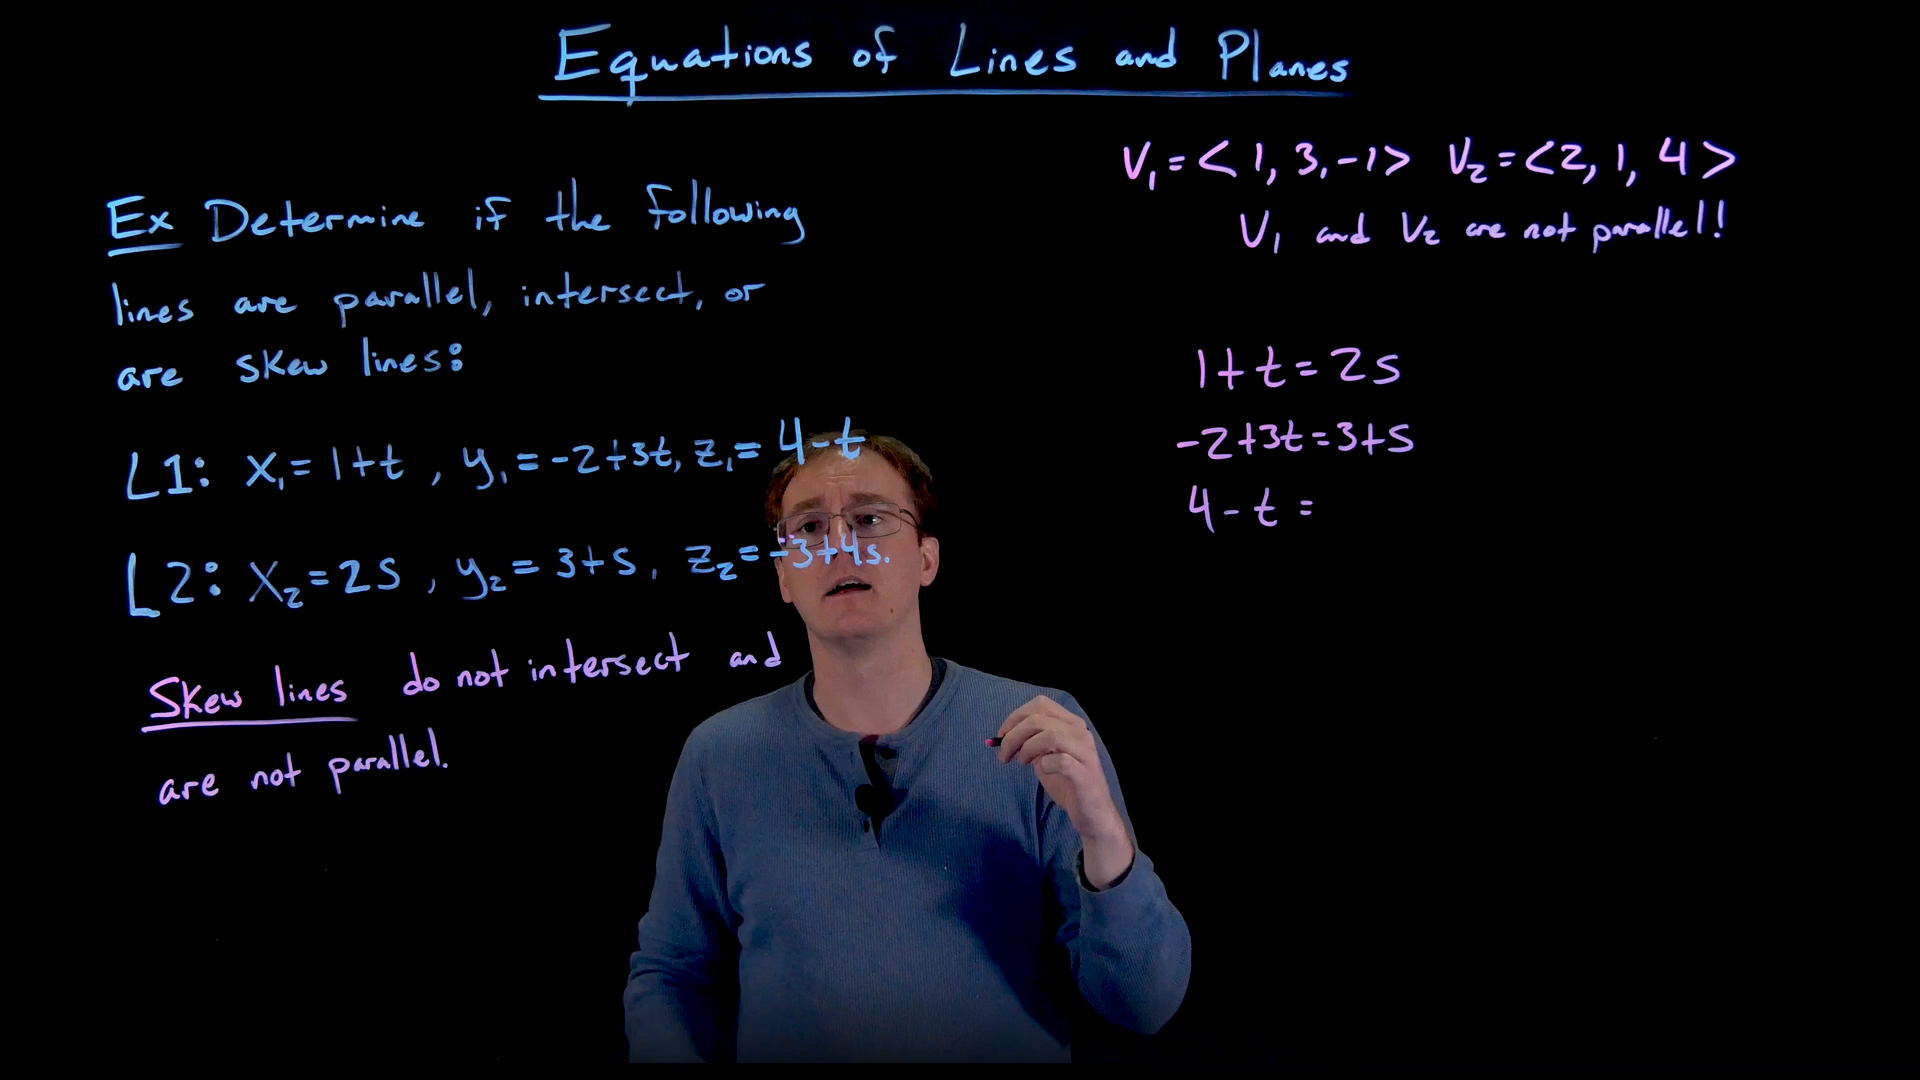 Equations of Lines and Planes
Ex Determine if the following
lines are parallel, intersect, or
are skew lines:
L1: x₁ = 1+t, y₁ = -2+3t, z₁ = 4-t
L2: x₂ = 2s, y₂ = 3+s, z₂ = -3+4s.
Skew lines do not intersect and
are not parallel.
V₁ = <1, 3, -1> V₂ = <2, 1, 4>
V₁ and V₂ are not parallel!
1+t = 2s
-2+3t = 3+s
4-t =